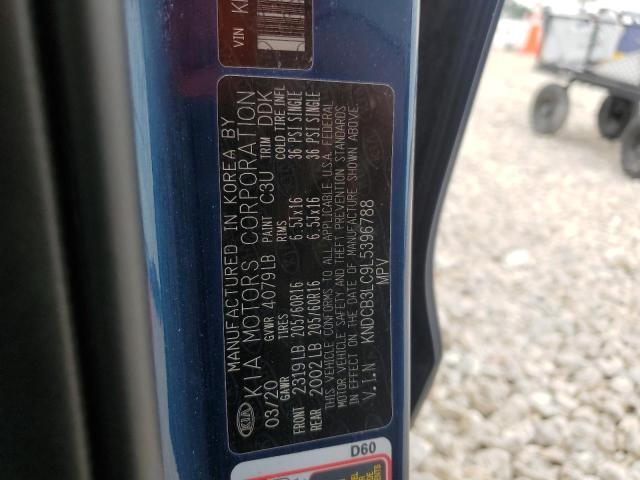 VIN
MANUFACTURED IN KOREA BY
KIA KIA MOTORS CORPORATION
03/20 GVWR 4079LB PAINT C3U TRIM DDK
GAWR TIRES RIMS COLD TIRE INFL
FRONT 2319LB 205/60R16 6.5Jx16 36 PSI SINGLE
REAR 2002LB 205/60R16 6.5Jx16 36 PSI SINGLE
THIS VEHICLE CONFORMS TO ALL APPLICABLE U.S.A. FEDERAL
MOTOR VEHICLE SAFETY AND THEFT PREVENTION STANDARDS
IN EFFECT ON THE DATE OF MANUFACTURE SHOWN ABOVE.
V.I.N KNDCB3LC9L5396788
MPV
D60